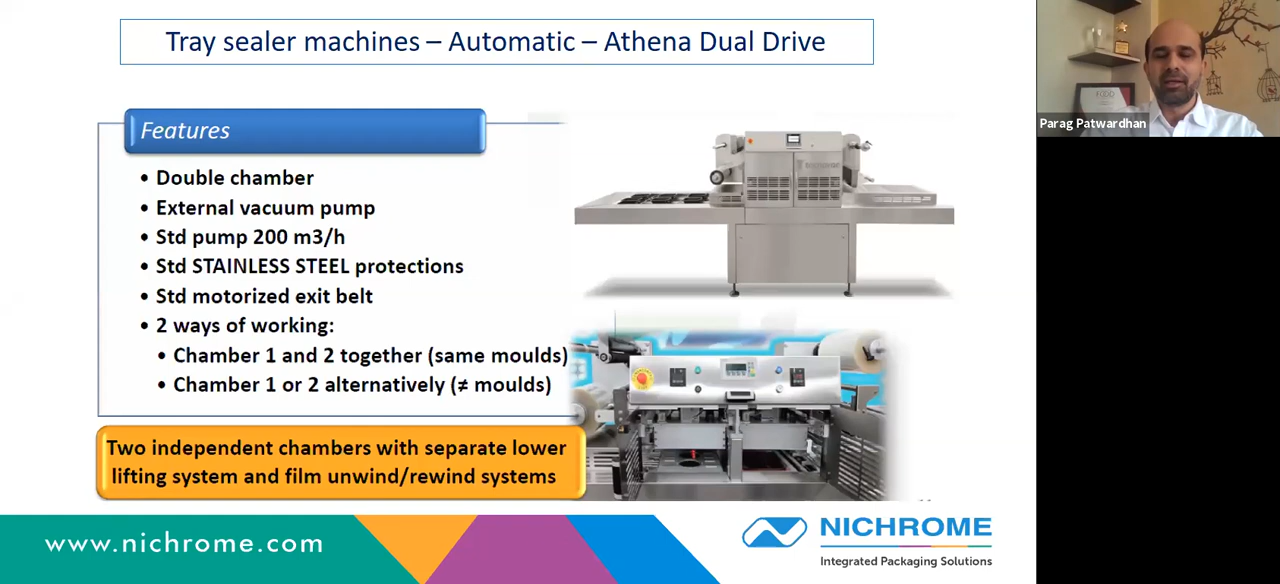 Tray sealer machines – Automatic – Athena Dual Drive
Features
• Double chamber
• External vacuum pump
• Std pump 200 m3/h
• Std STAINLESS STEEL protections
• Std motorized exit belt
• 2 ways of working:
• Chamber 1 and 2 together (same moulds)
• Chamber 1 or 2 alternatively (≠ moulds)
Two independent chambers with separate lower
lifting system and film unwind/rewind systems
www.nichrome.com
NICHROME
Integrated Packaging Solutions
Parag Patwardhan